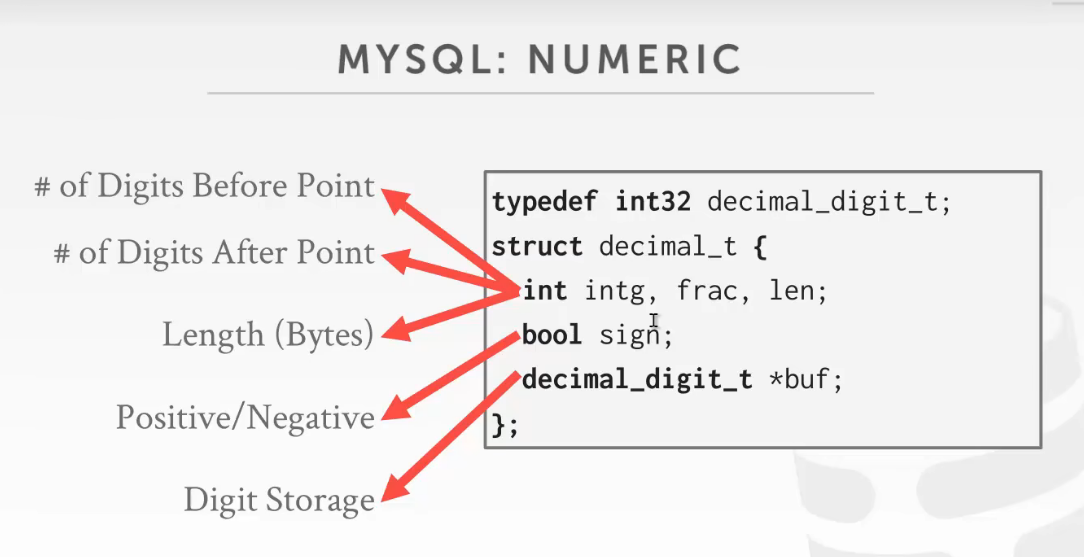 MYSQL: NUMERIC
# of Digits Before Point
# of Digits After Point
Length (Bytes)
Positive/Negative
Digit Storage
typedef int32 decimal_digit_t;
struct decimal_t {
int intg, frac, len;
bool sign;
decimal_digit_t *buf;
};